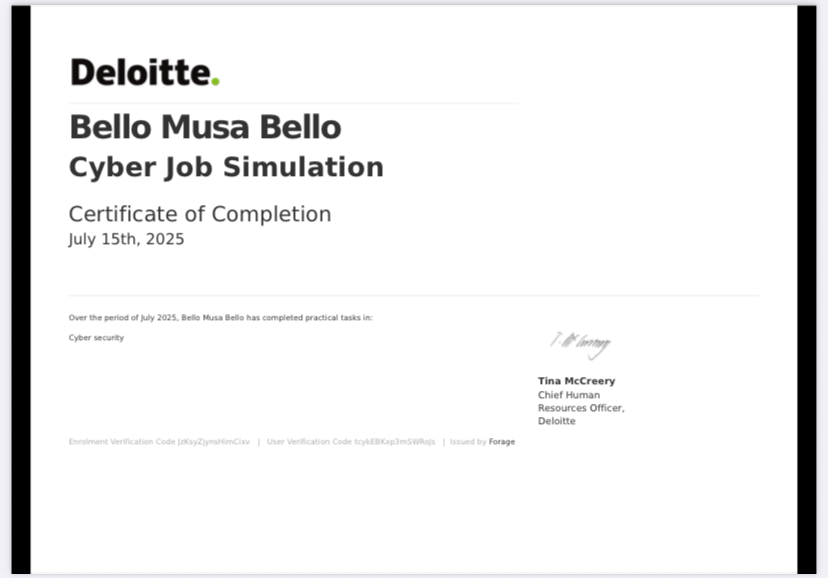 Deloitte.
Bello Musa Bello
Cyber Job Simulation
Certificate of Completion
July 15th, 2025
Over the period of July 2025, Bello Musa Bello has completed practical tasks in:
Cyber security
Tina McCreery
Chief Human
Resources Officer,
Deloitte
Enrolment Verification Code JzKsyZjynsHimCixv | User Verification Code tcykEBKxp3mSWRojs | Issued by Forage